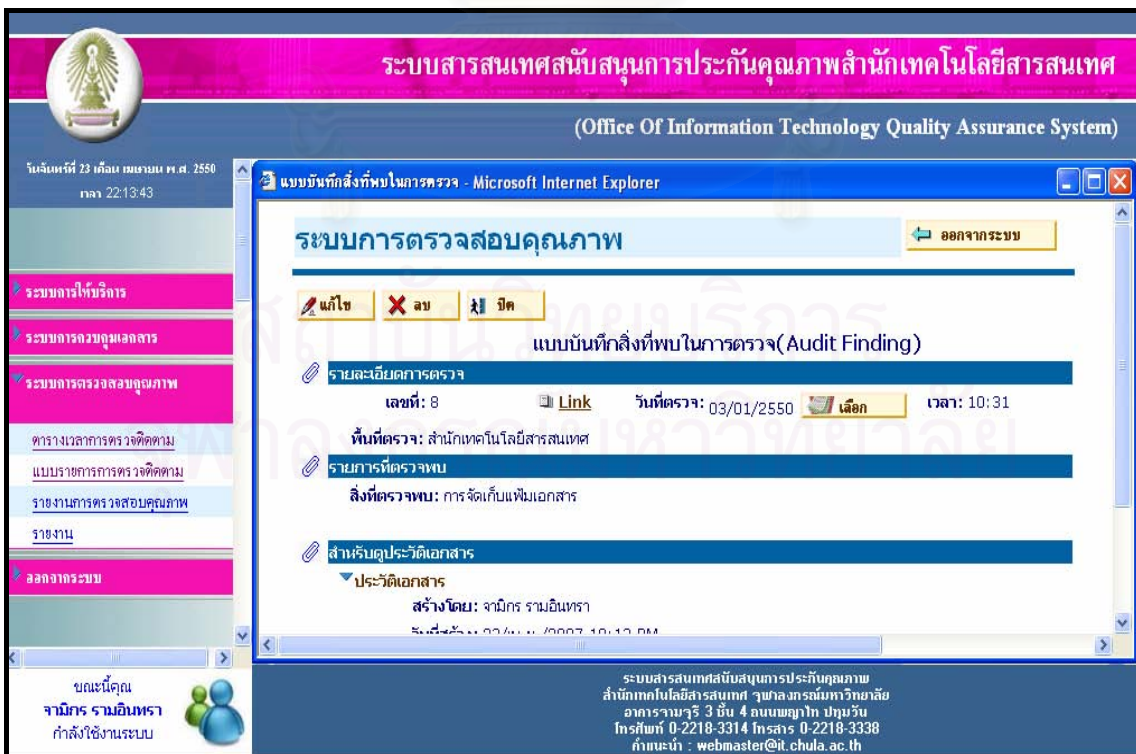 ระบบสารสนเทศสนับสนุนการประกันคุณภาพสำนักเทคโนโลยีสารสนเทศ
(Office Of Information Technology Quality Assurance System)
วันจันทร์ที่ 23 เดือน เมษายน พ.ศ. 2550
เวลา 22:13:43
ระบบการให้บริการ
ระบบการควบคุมเอกสาร
ระบบการตรวจสอบคุณภาพ
ตารางเวลาการตรวจติดตาม
แบบรายการการตรวจติดตาม
รายงานการตรวจสอบคุณภาพ
รายงาน
ออกจากระบบ
ขณะนี้คุณ
จามิกร รามอินทรา
กำลังใช้งานระบบ
แบบบันทึกสิ่งที่พบในการตรวจ - Microsoft Internet Explorer
ระบบการตรวจสอบคุณภาพ
ออกจากระบบ
แก้ไข ลบ ปิด
แบบบันทึกสิ่งที่พบในการตรวจ(Audit Finding)
รายละเอียดการตรวจ
เลขที่: 8 Link วันที่ตรวจ: 03/01/2550 เลือก เวลา: 10:31
พื้นที่ตรวจ: สำนักเทคโนโลยีสารสนเทศ
รายการที่ตรวจพบ
สิ่งที่ตรวจพบ: การจัดเก็บแฟ้มเอกสาร
สำหรับดูประวัติเอกสาร
ประวัติเอกสาร
สร้างโดย: จามิกร รามอินทรา
สถาบันวิทยบริการ
จุฬาลงกรณ์มหาวิทยาลัย
ระบบสารสนเทศสนับสนุนการประกันคุณภาพ
สำนักเทคโนโลยีสารสนเทศ จุฬาลงกรณ์มหาวิทยาลัย
อาคารจามจุรี 3 ชั้น 4 ถนนพญาไท ปทุมวัน
โทรศัพท์ 0-2218-3314 โทรสาร 0-2218-3338
คำแนะนำ : webmaster@it.chula.ac.th